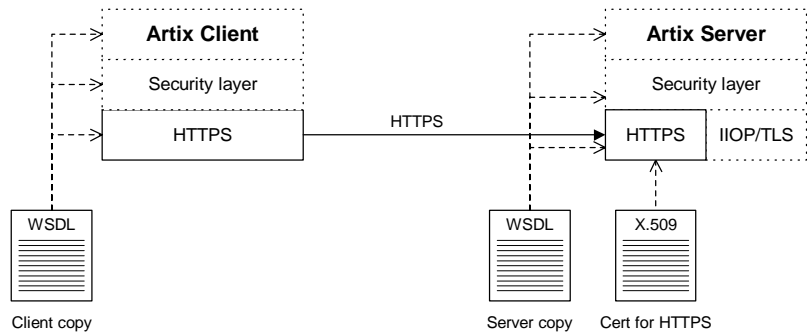 Artix Client
Artix Server
Security layer
Security layer
HTTPS
HTTPS
HTTPS
IIOP/TLS
WSDL
WSDL
X.509
Client copy
Server copy
Cert for HTTPS